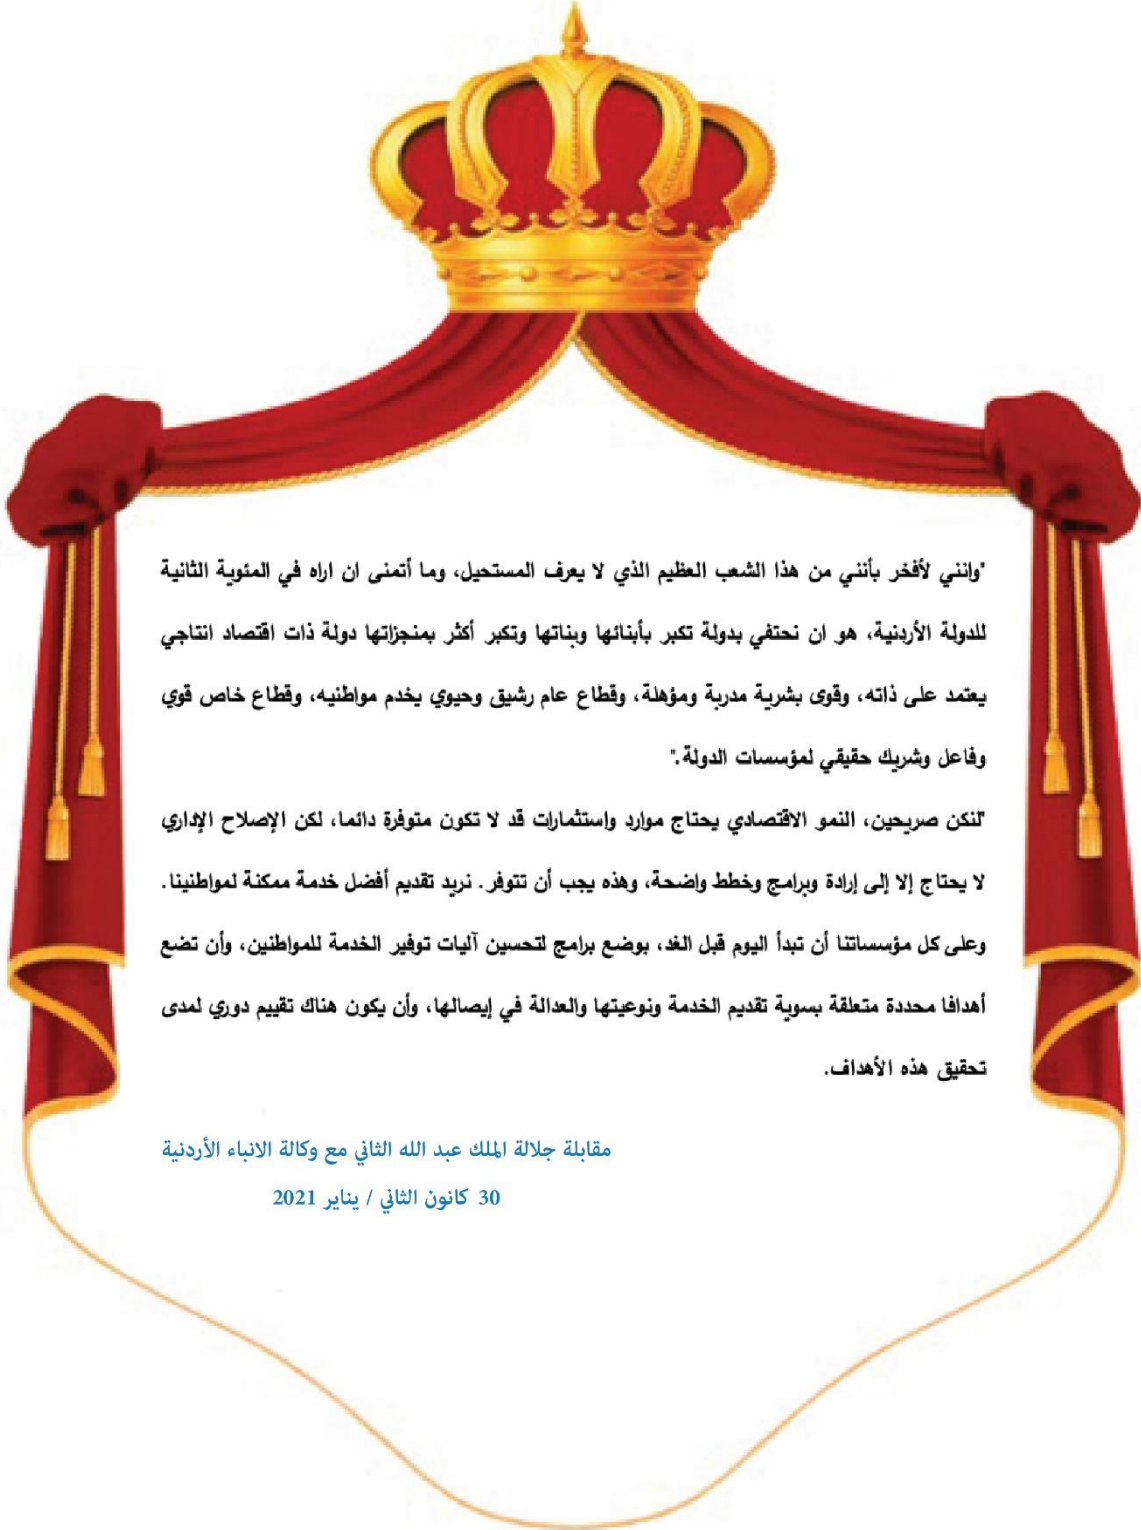 "وانني لأفخر بأنني من هذا الشعب العظيم الذي لا يعرف المستحيل، وما أتمنى ان اراه في المئوية الثانية
للدولة الأردنية، هو ان نحتفي بدولة تكبر بأبنائها وبناتها وتكبر أكثر بمنجزاتها دولة ذات اقتصاد انتاجي
يعتمد على ذاته، وقوى بشرية مدربة ومؤهلة، وقطاع عام رشيق وحيوي يخدم مواطنيه، وقطاع خاص قوي
وفاعل وشريك حقيقي لمؤسسات الدولة."
"لنكن صريحين، النمو الاقتصادي يحتاج موارد واستثمارات قد لا تكون متوفرة دائما، لكن الإصلاح الإداري
لا يحتاج إلا إلى إرادة وبرامج وخطط واضحة، وهذه يجب أن تتوفر. نريد تقديم أفضل خدمة ممكنة لمواطنينا.
وعلى كل مؤسساتنا أن تبدأ اليوم قبل الغد، بوضع برامج لتحسين آليات توفير الخدمة للمواطنين، وأن تضع
أهدافا محددة متعلقة بسوية تقديم الخدمة ونوعيتها والعدالة في إيصالها، وأن يكون هناك تقييم دوري لمدى
تحقيق هذه الأهداف.
مقابلة جلالة الملك عبد الله الثاني مع وكالة الانباء الأردنية
30 كانون الثاني / يناير 2021